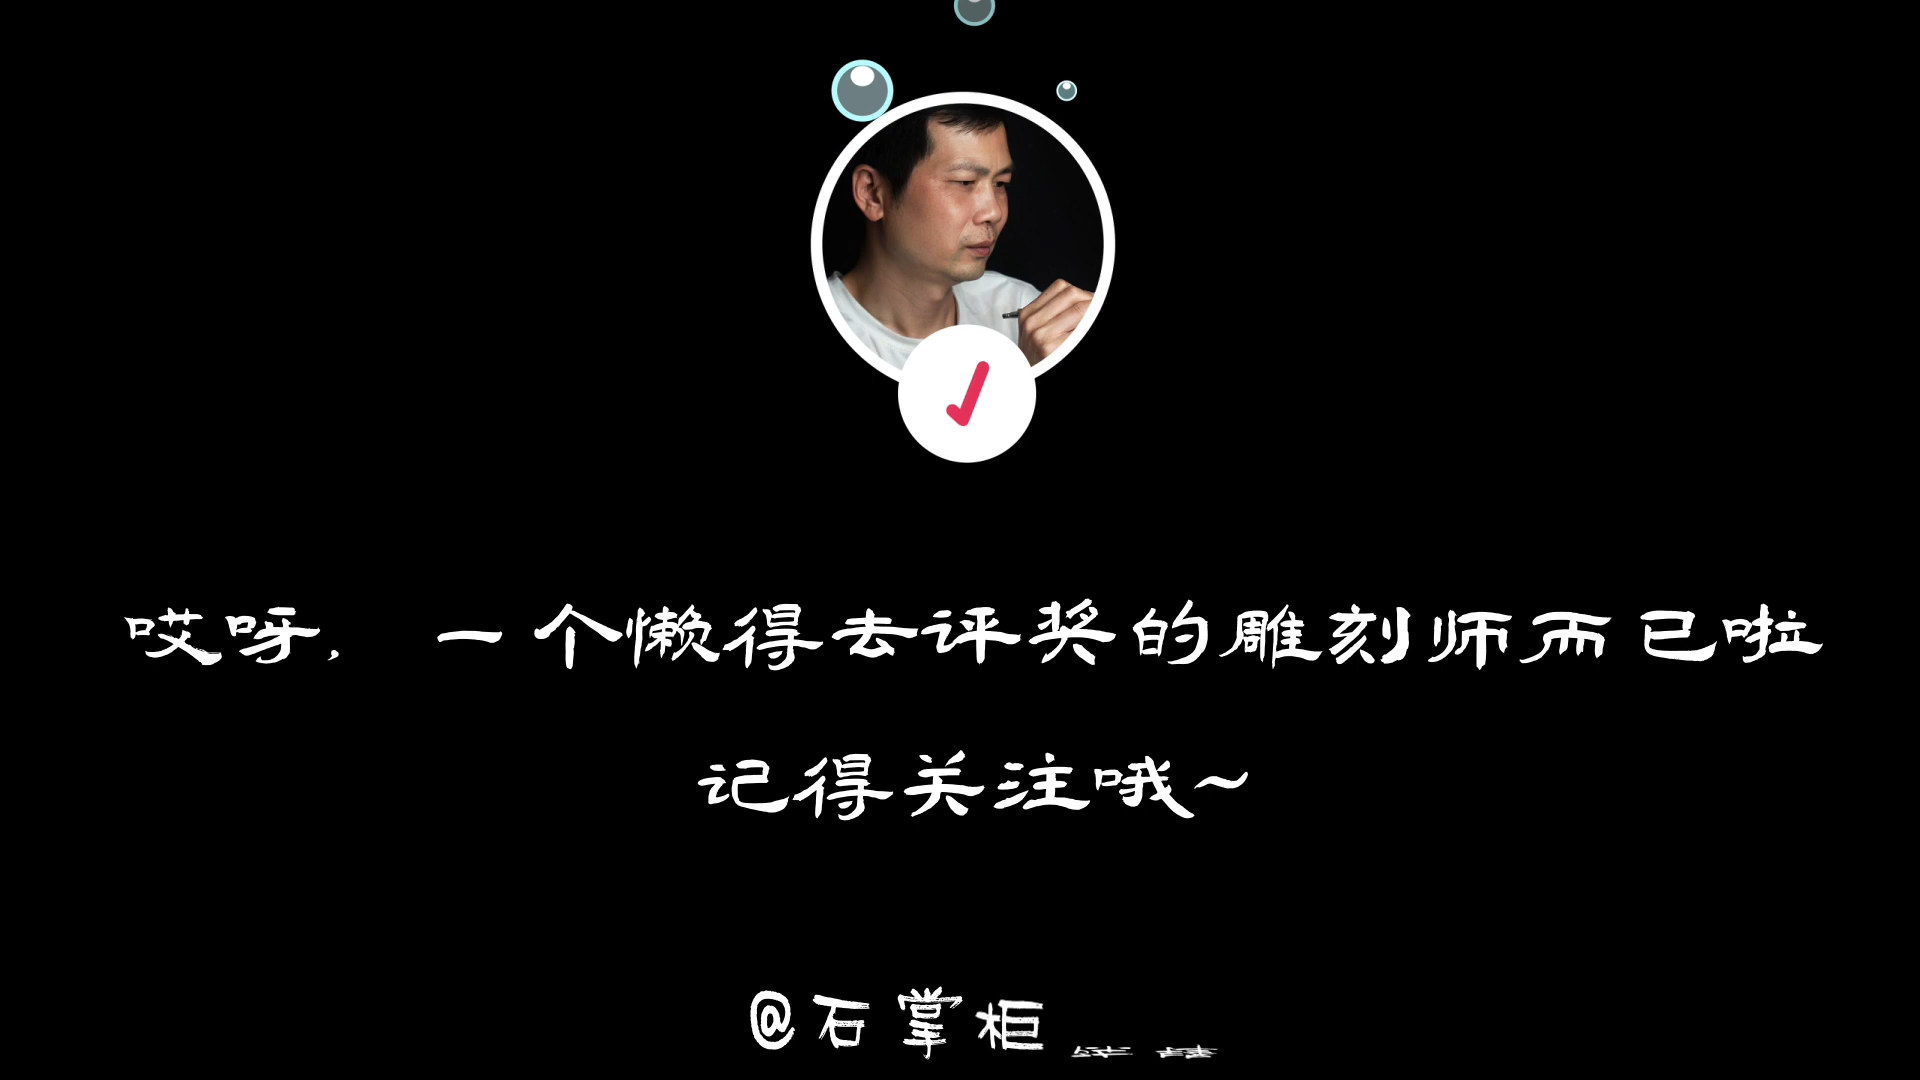 哎呀，一个懒得去评奖的雕刻师而已啦
记得关注哦~
@石掌柜